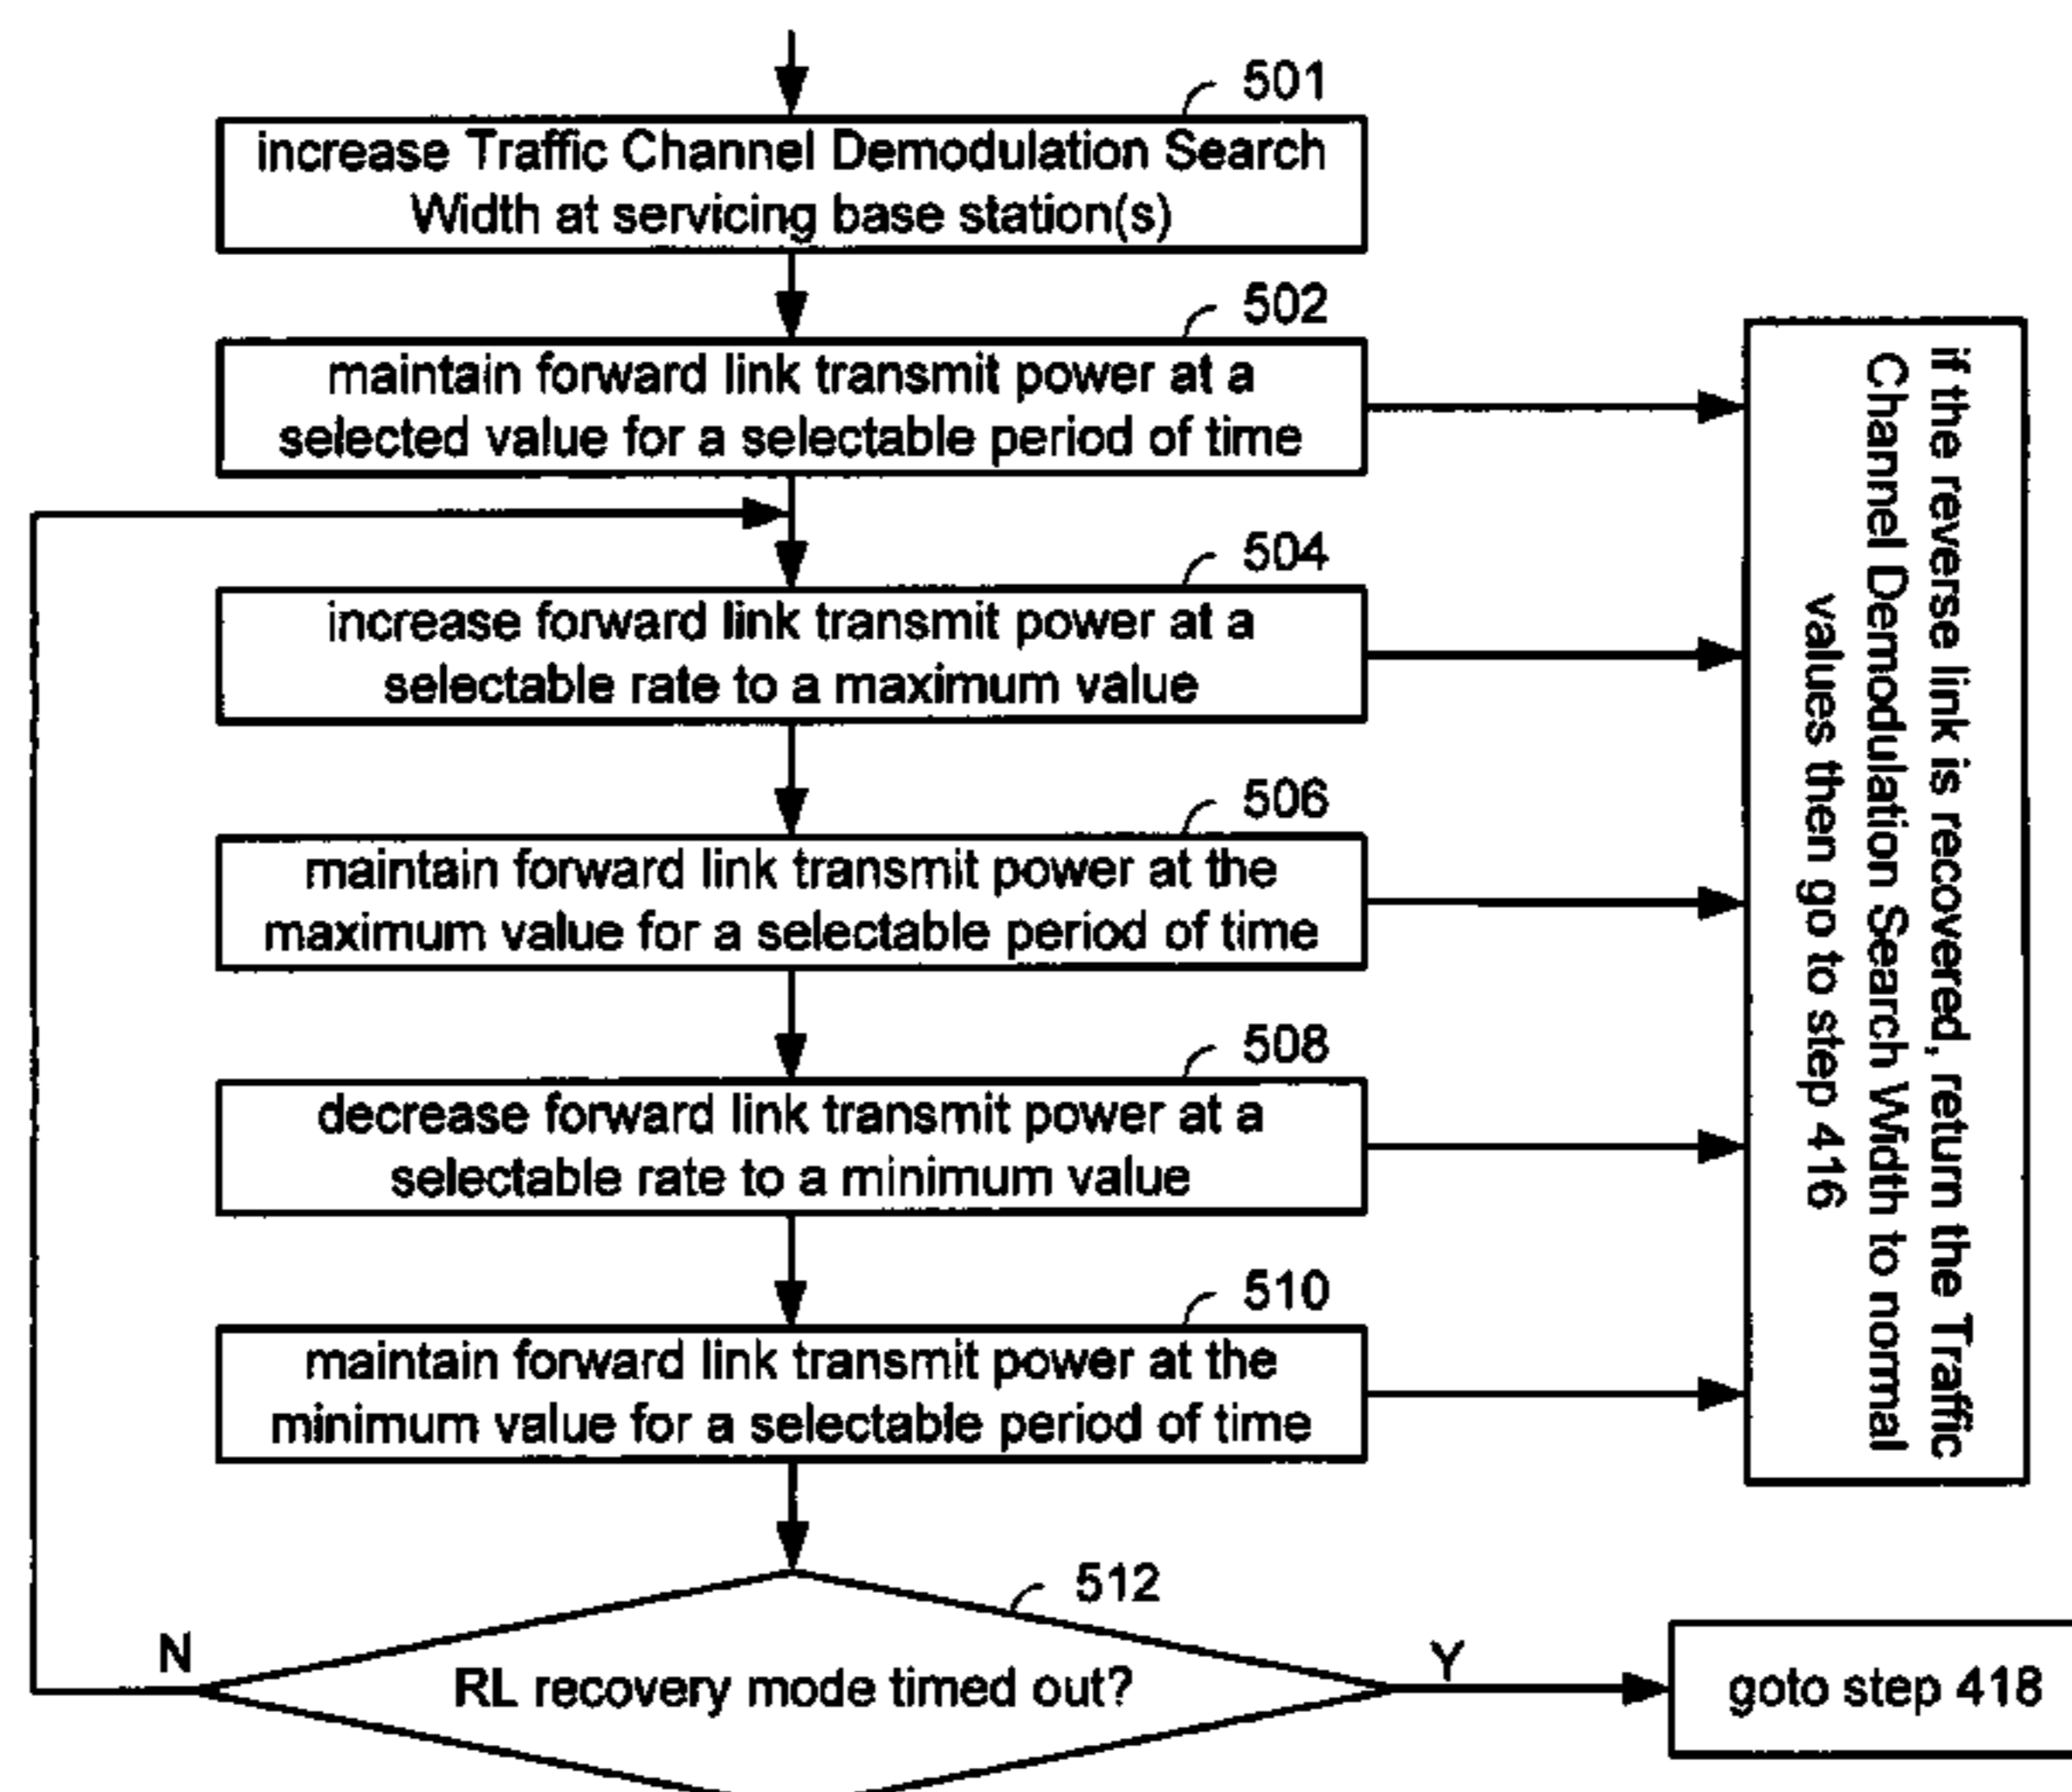 501
increase Traffic Channel Demodulation Search
Width at servicing base station(s)
502
maintain forward link transmit power at a
selected value for a selectable period of time
504
increase forward link transmit power at a
selectable rate to a maximum value
506
maintain forward link transmit power at the
maximum value for a selectable period of time
508
decrease forward link transmit power at a
selectable rate to a minimum value
510
maintain forward link transmit power at the
minimum value for a selectable period of time
if the reverse link is recovered, return the Traffic
Channel Demodulation Search Width to normal
values then go to step 416
512
N
RL recovery mode timed out?
Y
goto step 418